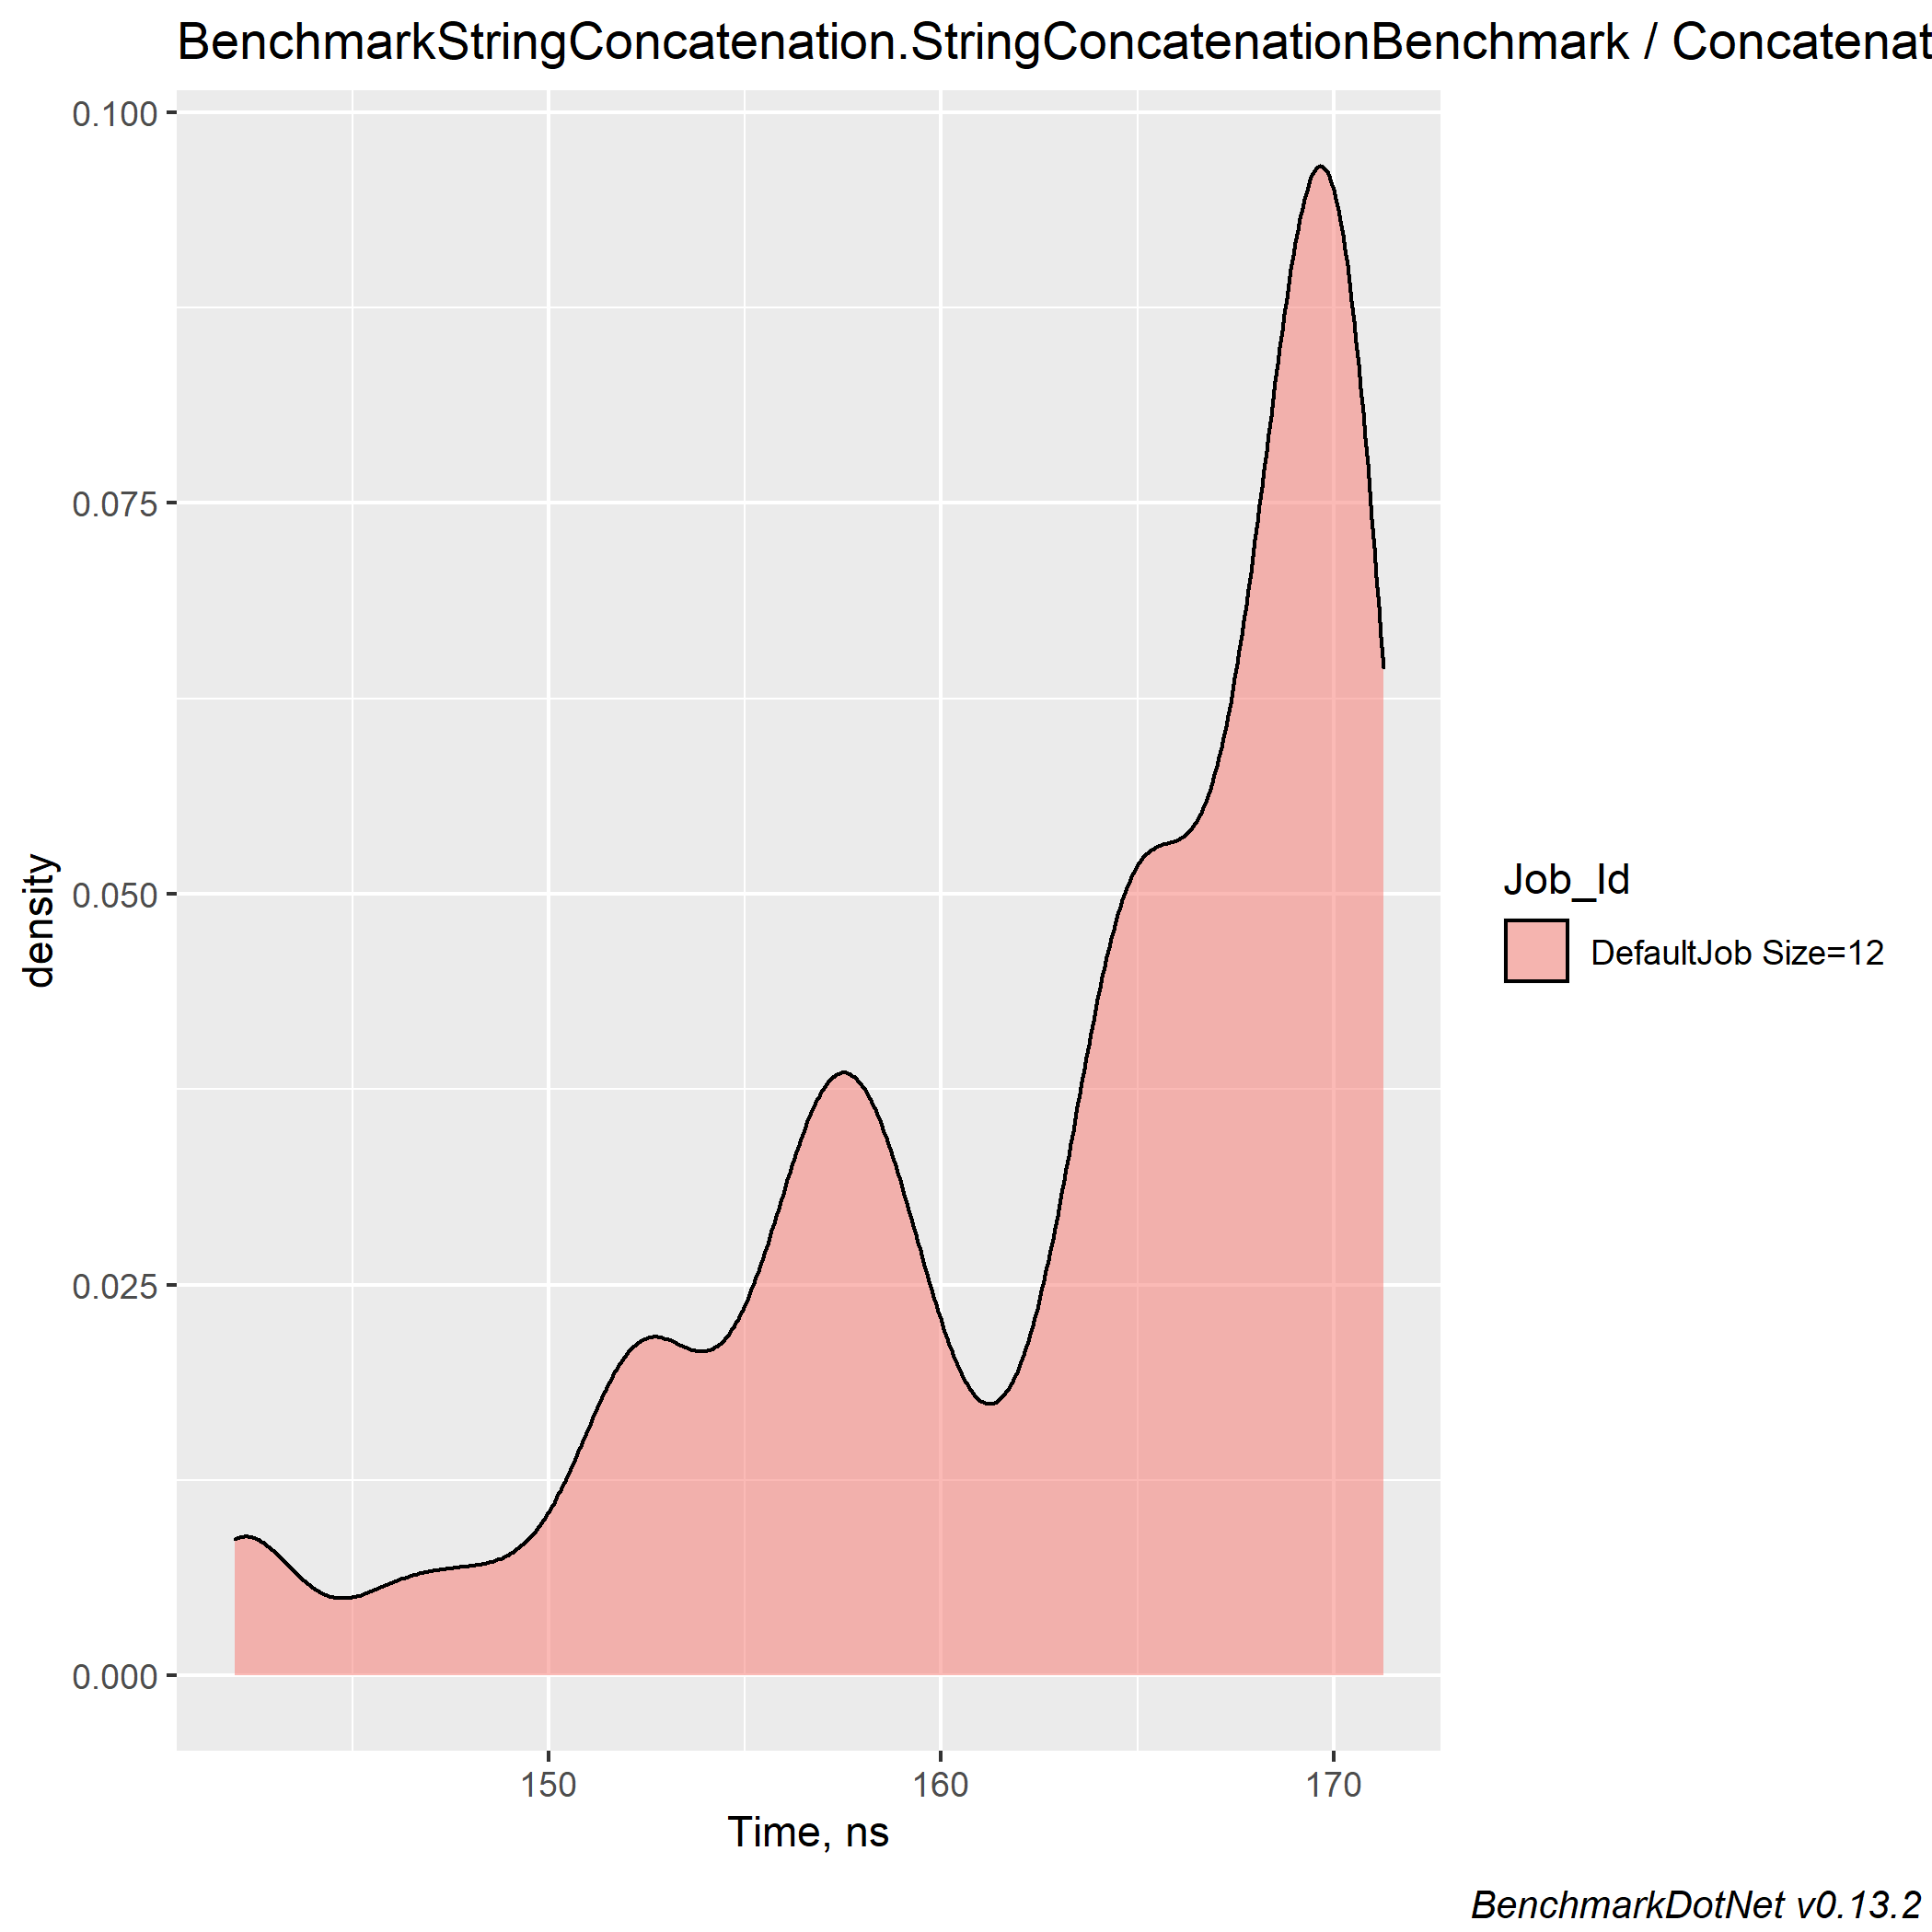 BenchmarkStringConcatenation.StringConcatenationBenchmark / Concatenat
0.100
0.075
0.050
0.025
0.000
density
150 160 170
Time, ns
Job_Id
DefaultJob Size=12
BenchmarkDotNet v0.13.2